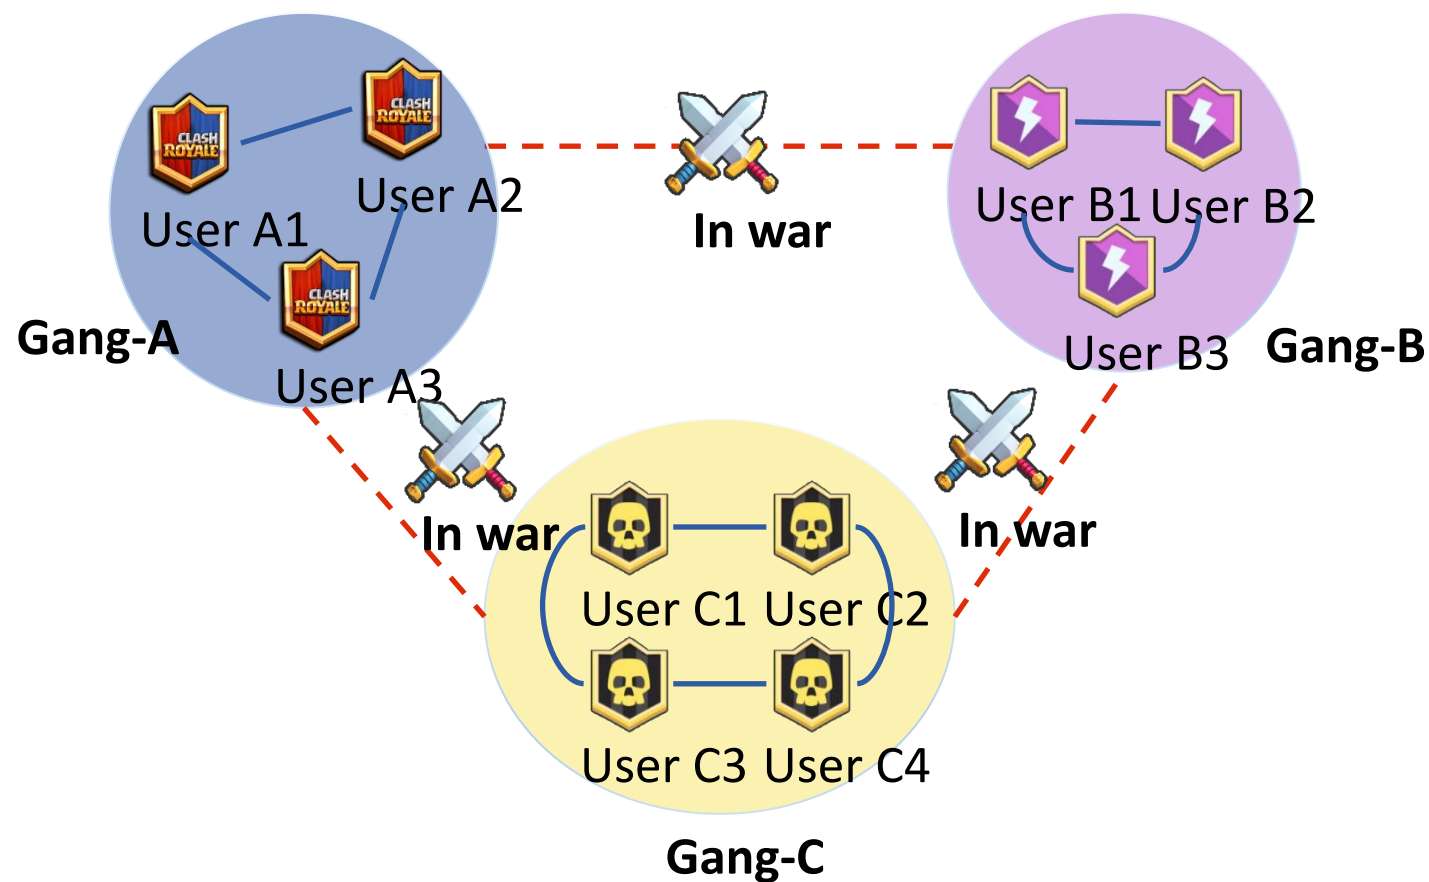 CLASH
ROYALE
CLASH
ROYALE
User A1
User A2
CLASH
ROYALE
User A3
Gang-A
In war
User B1
User B2
User B3
Gang-B
In war
In war
User C1
User C2
User C3
User C4
Gang-C